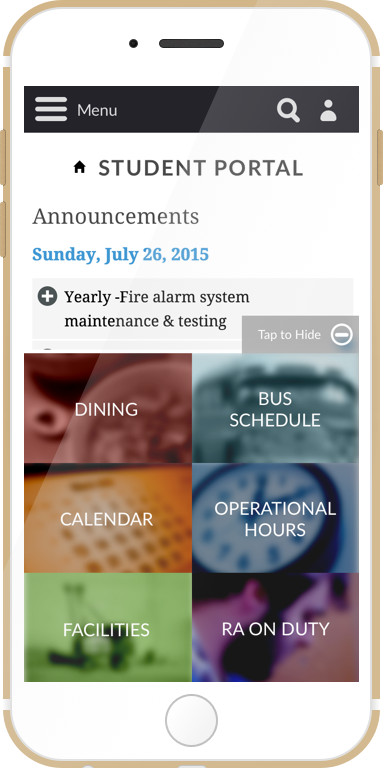 Menu
STUDENT PORTAL
Announcements
Sunday, July 26, 2015
Yearly -Fire alarm system
maintenance & testing
Tap to Hide
DINING
BUS
SCHEDULE
CALENDAR
OPERATIONAL
HOURS
FACILITIES
RA ON DUTY